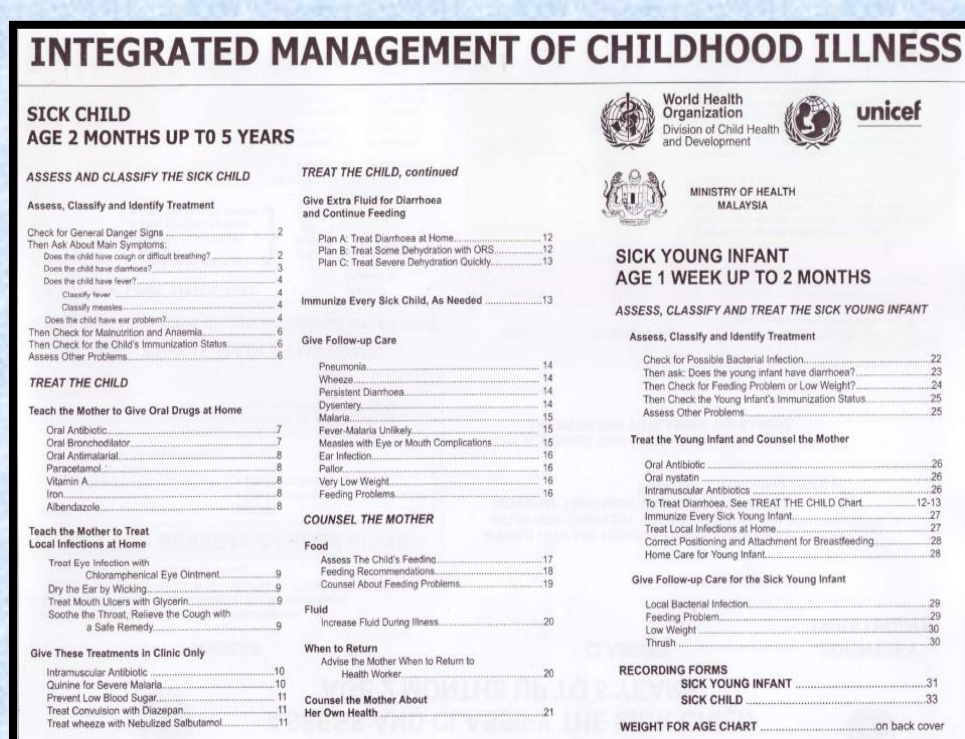 INTEGRATED MANAGEMENT OF CHILDHOOD ILLNESS
SICK CHILD
AGE 2 MONTHS UP TO 5 YEARS
ASSESS AND CLASSIFY THE SICK CHILD
Assess, Classify and Identify Treatment
Check for General Danger Signs ........ 2
Then Ask About Main Symptoms:
Does the child have cough or difficult breathing? ........ 2
Does the child have diarrhoea? ........ 3
Does the child have fever? ........ 4
Classify fever ........ 4
Classify measles ........ 4
Does the child have ear problem? ........ 4
Then Check for Malnutrition and Anaemia ........ 6
Then Check for the Child's Immunization Status ........ 6
Assess Other Problems ........ 6
TREAT THE CHILD
Teach the Mother to Give Oral Drugs at Home
Oral Antibiotic ........ 7
Oral Bronchodilator ........ 7
Oral Antimalarial ........ 8
Paracetamol ........ 8
Vitamin A ........ 8
Iron ........ 8
Albendazole ........ 8
Teach the Mother to Treat
Local Infections at Home
Treat Eye Infection with
Chloramphenical Eye Ointment ........ 9
Dry the Ear by Wicking ........ 9
Treat Mouth Ulcers with Glycerin ........ 9
Soothe the Throat, Relieve the Cough with
a Safe Remedy ........ 9
Give These Treatments in Clinic Only
Intramuscular Antibiotic ........ 10
Quinine for Severe Malaria ........ 10
Prevent Low Blood Sugar ........ 11
Treat Convulsion with Diazepan ........ 11
Treat wheeze with Nebulized Salbutamol ........ 11
TREAT THE CHILD, continued
Give Extra Fluid for Diarrhoea
and Continue Feeding
Plan A: Treat Diarrhoea at Home ........ 12
Plan B: Treat Some Dehydration with ORS ........ 12
Plan C: Treat Severe Dehydration Quickly ........ 13
Immunize Every Sick Child, As Needed ........ 13
Give Follow-up Care
Pneumonia ........ 14
Wheeze ........ 14
Persistent Diarrhoea ........ 14
Dysentery ........ 14
Malaria ........ 15
Fever-Malaria Unlikely ........ 15
Measles with Eye or Mouth Complications ........ 15
Ear Infection ........ 16
Pallor ........ 16
Very Low Weight ........ 16
Feeding Problems ........ 16
COUNSEL THE MOTHER
Food
Assess The Child's Feeding ........ 17
Feeding Recommendations ........ 18
Counsel About Feeding Problems ........ 19
Fluid
Increase Fluid During Illness ........ 20
When to Return
Advise the Mother When to Return to
Health Worker ........ 20
Counsel the Mother About
Her Own Health ........ 21
World Health
Organization
Division of Child Health
and Development
unicef
MINISTRY OF HEALTH
MALAYSIA
SICK YOUNG INFANT
AGE 1 WEEK UP TO 2 MONTHS
ASSESS, CLASSIFY AND TREAT THE SICK YOUNG INFANT
Assess, Classify and Identify Treatment
Check for Possible Bacterial Infection ........ 22
Then ask: Does the young infant have diarrhoea? ........ 23
Then Check for Feeding Problem or Low Weight? ........ 24
Then Check the Young Infant's Immunization Status ........ 25
Assess Other Problems ........ 25
Treat the Young Infant and Counsel the Mother
Oral Antibiotic ........ 26
Oral nystatin ........ 26
Intramuscular Antibiotics ........ 26
To Treat Diarrhoea, See TREAT THE CHILD Chart ........ 12-13
Immunize Every Sick Young Infant ........ 27
Treat Local Infections at Home ........ 27
Correct Positioning and Attachment for Breastfeeding ........ 28
Home Care for Young Infant ........ 28
Give Follow-up Care for the Sick Young Infant
Local Bacterial Infection ........ 29
Feeding Problem ........ 29
Low Weight ........ 30
Thrush ........ 30
RECORDING FORMS
SICK YOUNG INFANT ........ 31
SICK CHILD ........ 33
WEIGHT FOR AGE CHART ........ on back cover